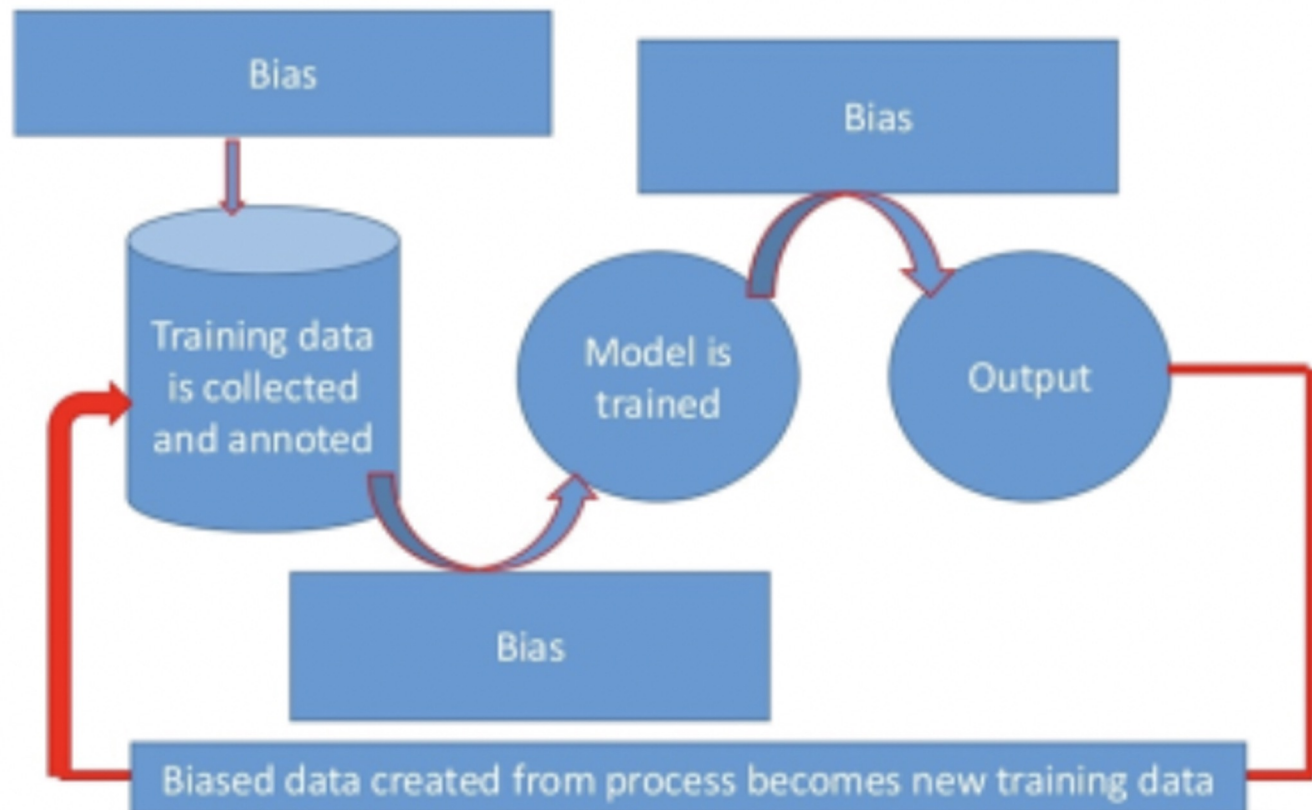 Bias
Bias
Training data
is collected
and annoted
Model is
trained
Output
Bias
Biased data created from process becomes new training data